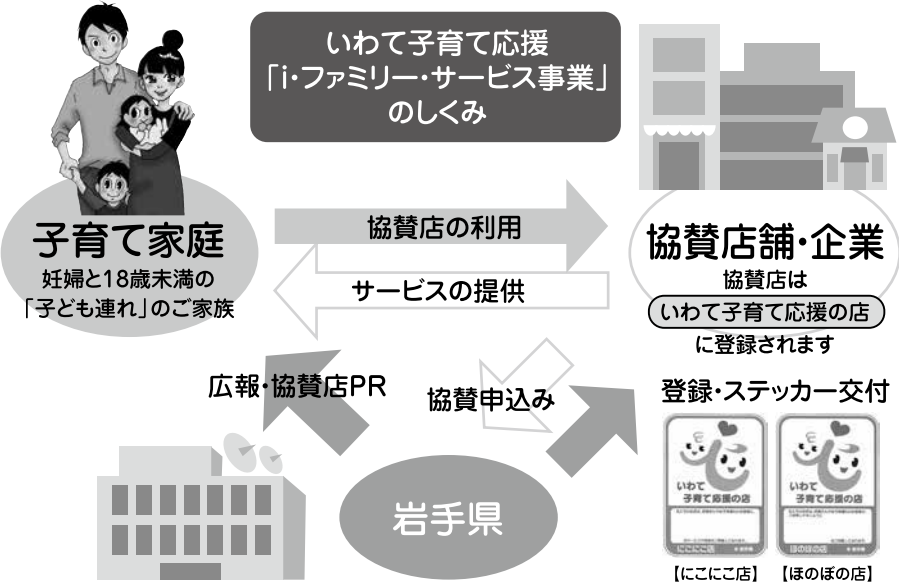 いわて子育て応援
「i・ファミリー・サービス事業」
のしくみ
子育て家庭
妊婦と18歳未満の
「子ども連れ」のご家族
協賛店の利用
サービスの提供
協賛店舗・企業
協賛店は
いわて子育て応援の店
に登録されます
広報・協賛店PR
協賛申込み
登録・ステッカー交付
岩手県
いわて
子育て応援の店
いわて
子育て応援の店
にこにこ店
ほのぼの店
【にこにこ店】
【ほのぼの店】